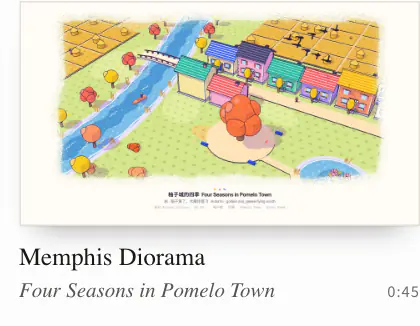 柚子城的四季 Four Seasons in Pomelo Town
Memphis Diorama
Four Seasons in Pomelo Town
0:45